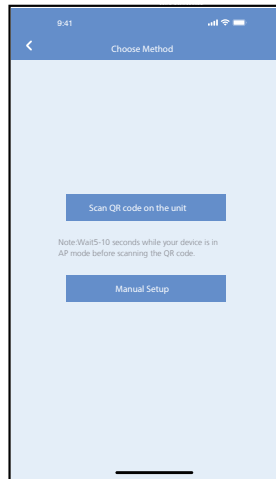 9:41
Choose Method
Scan QR code on the unit
Note:Wait5-10 seconds while your device is in
AP mode before scanning the QR code.
Manual Setup